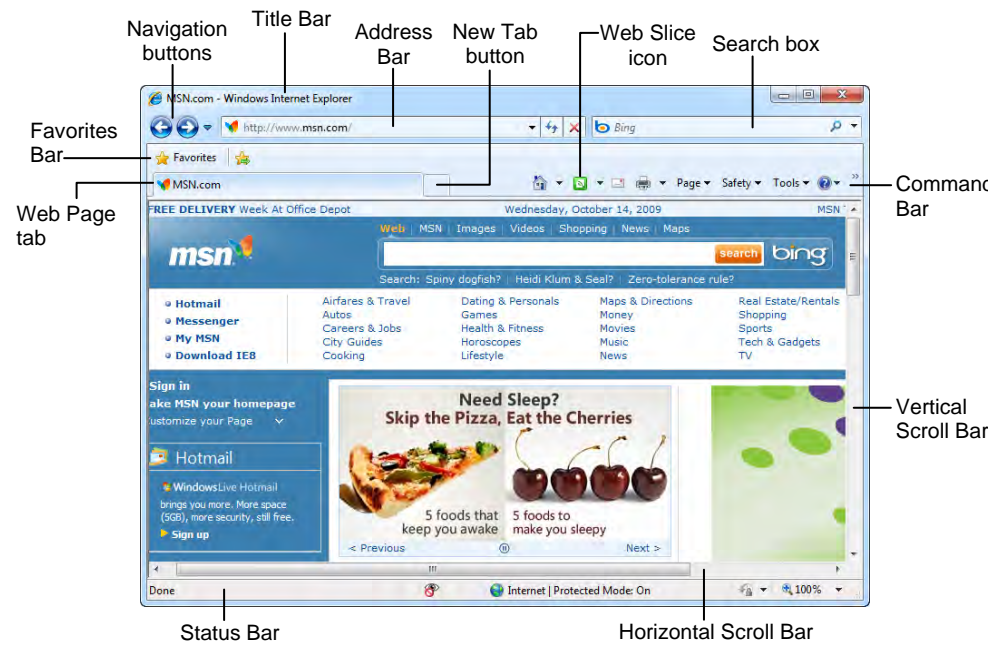 Title Bar
Navigation
buttons
Address
Bar
New Tab
button
Web Slice
icon
Search box
Favorites
Bar
Web Page
tab
Command
Bar
Vertical
Scroll Bar
Status Bar
Horizontal Scroll Bar
MSN.com - Windows Internet Explorer
http://www.msn.com/
Bing
Favorites
MSN.com
Page
Safety
Tools
FREE DELIVERY Week At Office Depot
Wednesday, October 14, 2009
MSN
msn
Web | MSN | Images | Videos | Shopping | News | Maps
search
bing
Search: Spiny dogfish? | Heidi Klum & Seal? | Zero-tolerance rule?
Hotmail
Messenger
My MSN
Download IE8
Airfares & Travel
Autos
Careers & Jobs
City Guides
Cooking
Dating & Personals
Games
Health & Fitness
Horoscopes
Lifestyle
Maps & Directions
Money
Movies
Music
News
Real Estate/Rentals
Shopping
Sports
Tech & Gadgets
TV
Sign in
ake MSN your homepage
ustomize your Page
Hotmail
WindowsLive Hotmail
brings you more. More space
(5GB), more security, still free.
Sign up
Need Sleep?
Skip the Pizza, Eat the Cherries
5 foods that
keep you awake
5 foods to
make you sleepy
< Previous
Next >
Done
Internet | Protected Mode: On
100%